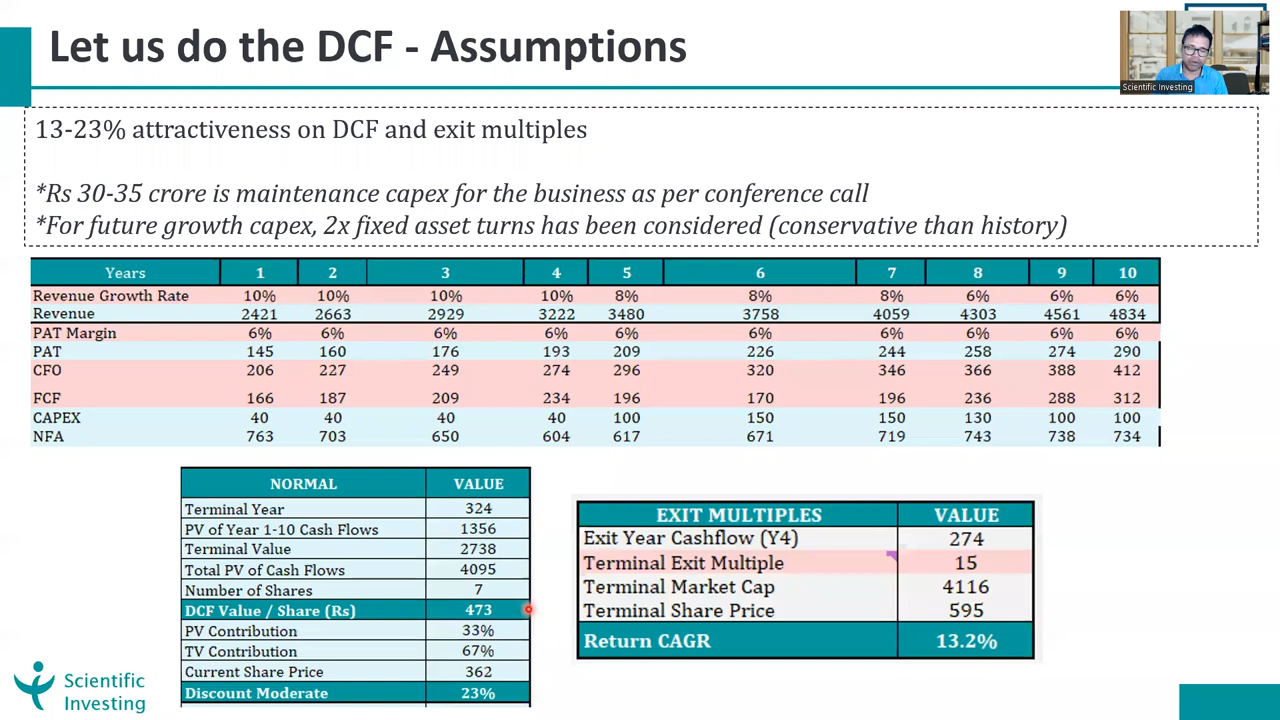 Let us do the DCF - Assumptions
Scientific Investing
13-23% attractiveness on DCF and exit multiples
*Rs 30-35 crore is maintenance capex for the business as per conference call
*For future growth capex, 2x fixed asset turns has been considered (conservative than history)
Years 1 2 3 4 5 6 7 8 9 10
Revenue Growth Rate 10% 10% 10% 10% 8% 8% 8% 6% 6% 6%
Revenue 2421 2663 2929 3222 3480 3758 4059 4303 4561 4834
PAT Margin 6% 6% 6% 6% 6% 6% 6% 6% 6% 6%
PAT 145 160 176 193 209 226 244 258 274 290
CFO 206 227 249 274 296 320 346 366 388 412
FCF 166 187 209 234 196 170 196 236 288 312
CAPEX 40 40 40 40 100 150 150 130 100 100
NFA 763 703 650 604 617 671 719 743 738 734
NORMAL VALUE
Terminal Year 324
PV of Year 1-10 Cash Flows 1356
Terminal Value 2738
Total PV of Cash Flows 4095
Number of Shares 7
DCF Value / Share (Rs) 473
PV Contribution 33%
TV Contribution 67%
Current Share Price 362
Discount Moderate 23%
EXIT MULTIPLES VALUE
Exit Year Cashflow (Y4) 274
Terminal Exit Multiple 15
Terminal Market Cap 4116
Terminal Share Price 595
Return CAGR 13.2%
Scientific
Investing